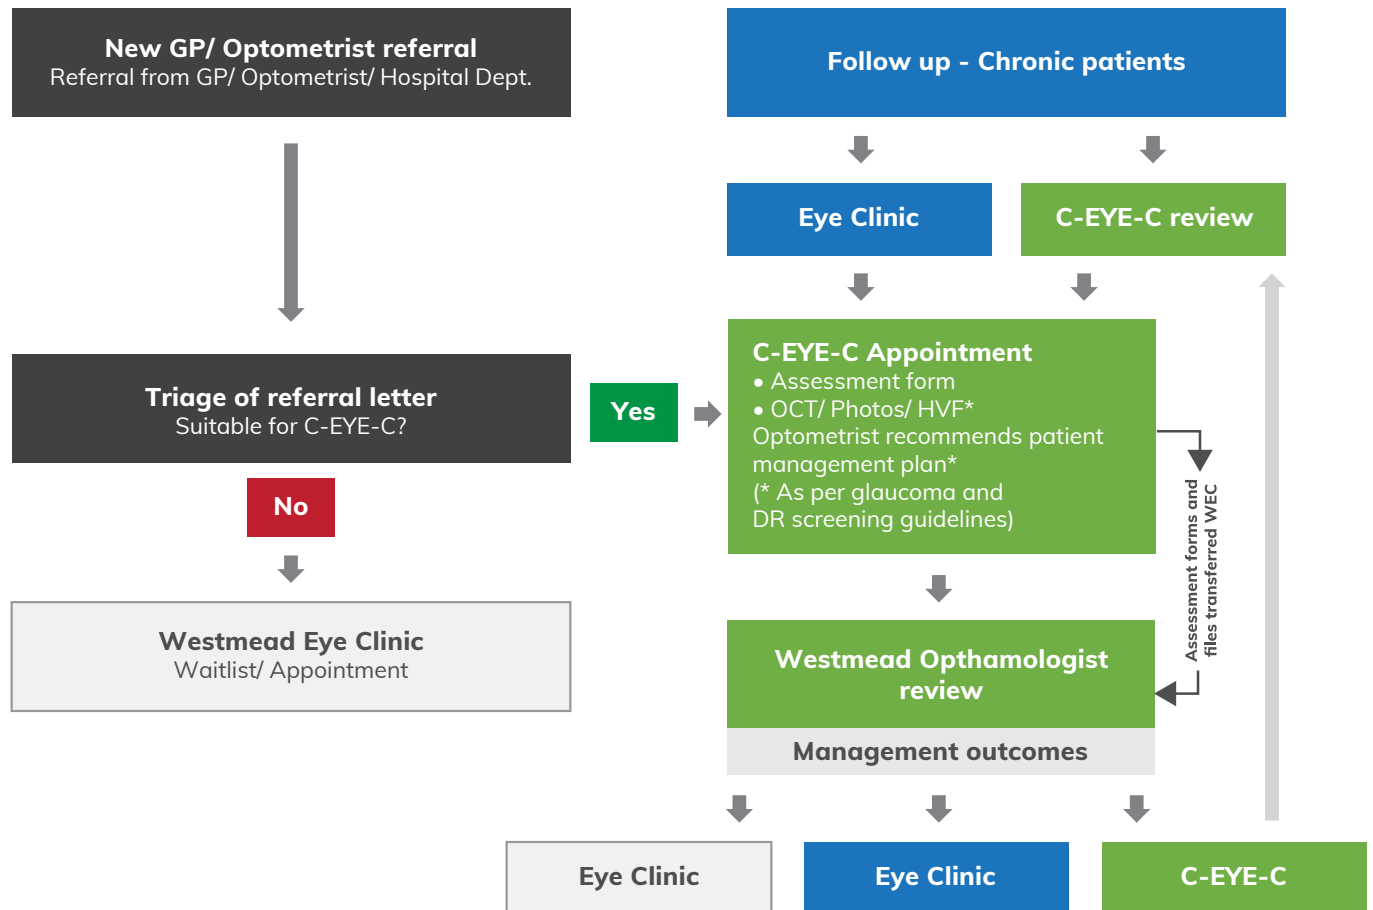 New GP/ Optometrist referral
Referral from GP/ Optometrist/ Hospital Dept.
Triage of referral letter
Suitable for C-EYE-C?
Yes
No
Westmead Eye Clinic
Waitlist/ Appointment
Follow up - Chronic patients
Eye Clinic
C-EYE-C review
C-EYE-C Appointment
• Assessment form
• OCT/ Photos/ HVF*
Optometrist recommends patient
management plan*
(* As per glaucoma and
DR screening guidelines)
Assessment forms and
files transferred WEC
Westmead Opthamologist
review
Management outcomes
Eye Clinic
Eye Clinic
C-EYE-C